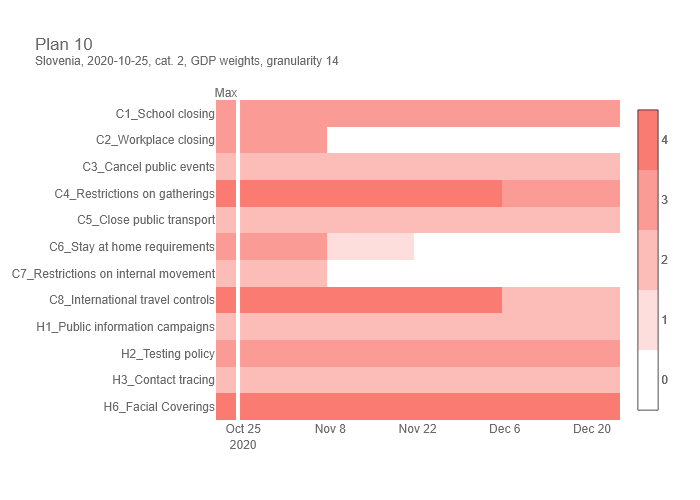 Plan 10
Slovenia, 2020-10-25, cat. 2, GDP weights, granularity 14
Max
C1_School closing
C2_Workplace closing
C3_Cancel public events
C4_Restrictions on gatherings
C5_Close public transport
C6_Stay at home requirements
C7_Restrictions on internal movement
C8_International travel controls
H1_Public information campaigns
H2_Testing policy
H3_Contact tracing
H6_Facial Coverings
4
3
2
1
0
Oct 25 Nov 8 Nov 22 Dec 6 Dec 20
2020